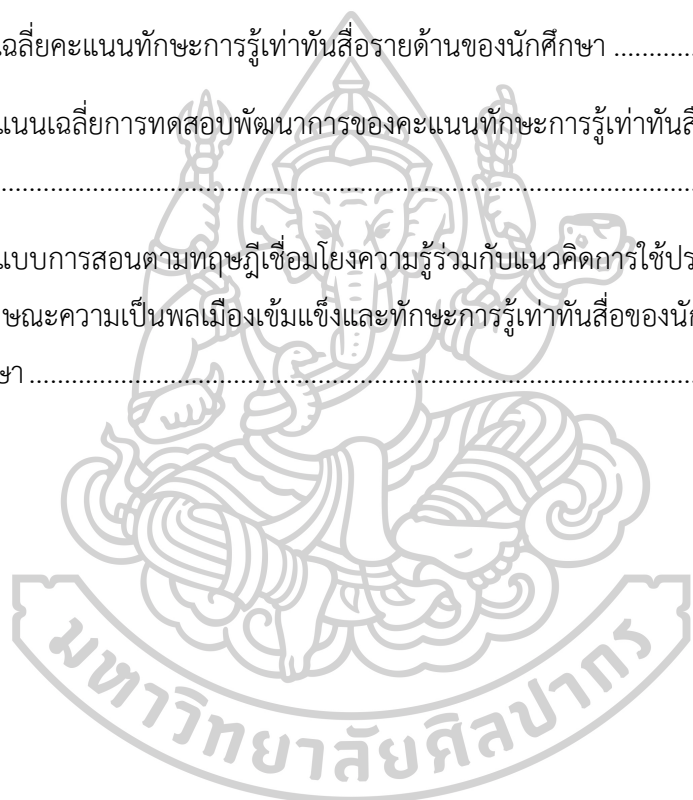 เฉลี่ยคะแนนทักษะการรู้เท่าทันสื่อรายด้านของนักศึกษา .............
แนนเฉลี่ยการทดสอบพัฒนาการของคะแนนทักษะการรู้เท่าทันสื
........................................................................................................
แบบการสอนตามทฤษฎีเชื่อมโยงความรู้ร่วมกับแนวคิดการใช้ประ
ษณะความเป็นพลเมืองเข้มแข็งและทักษะการรู้เท่าทันสื่อของนัก
ษา ....................................................................................................
มหาวิทยาลัยศิลปากร